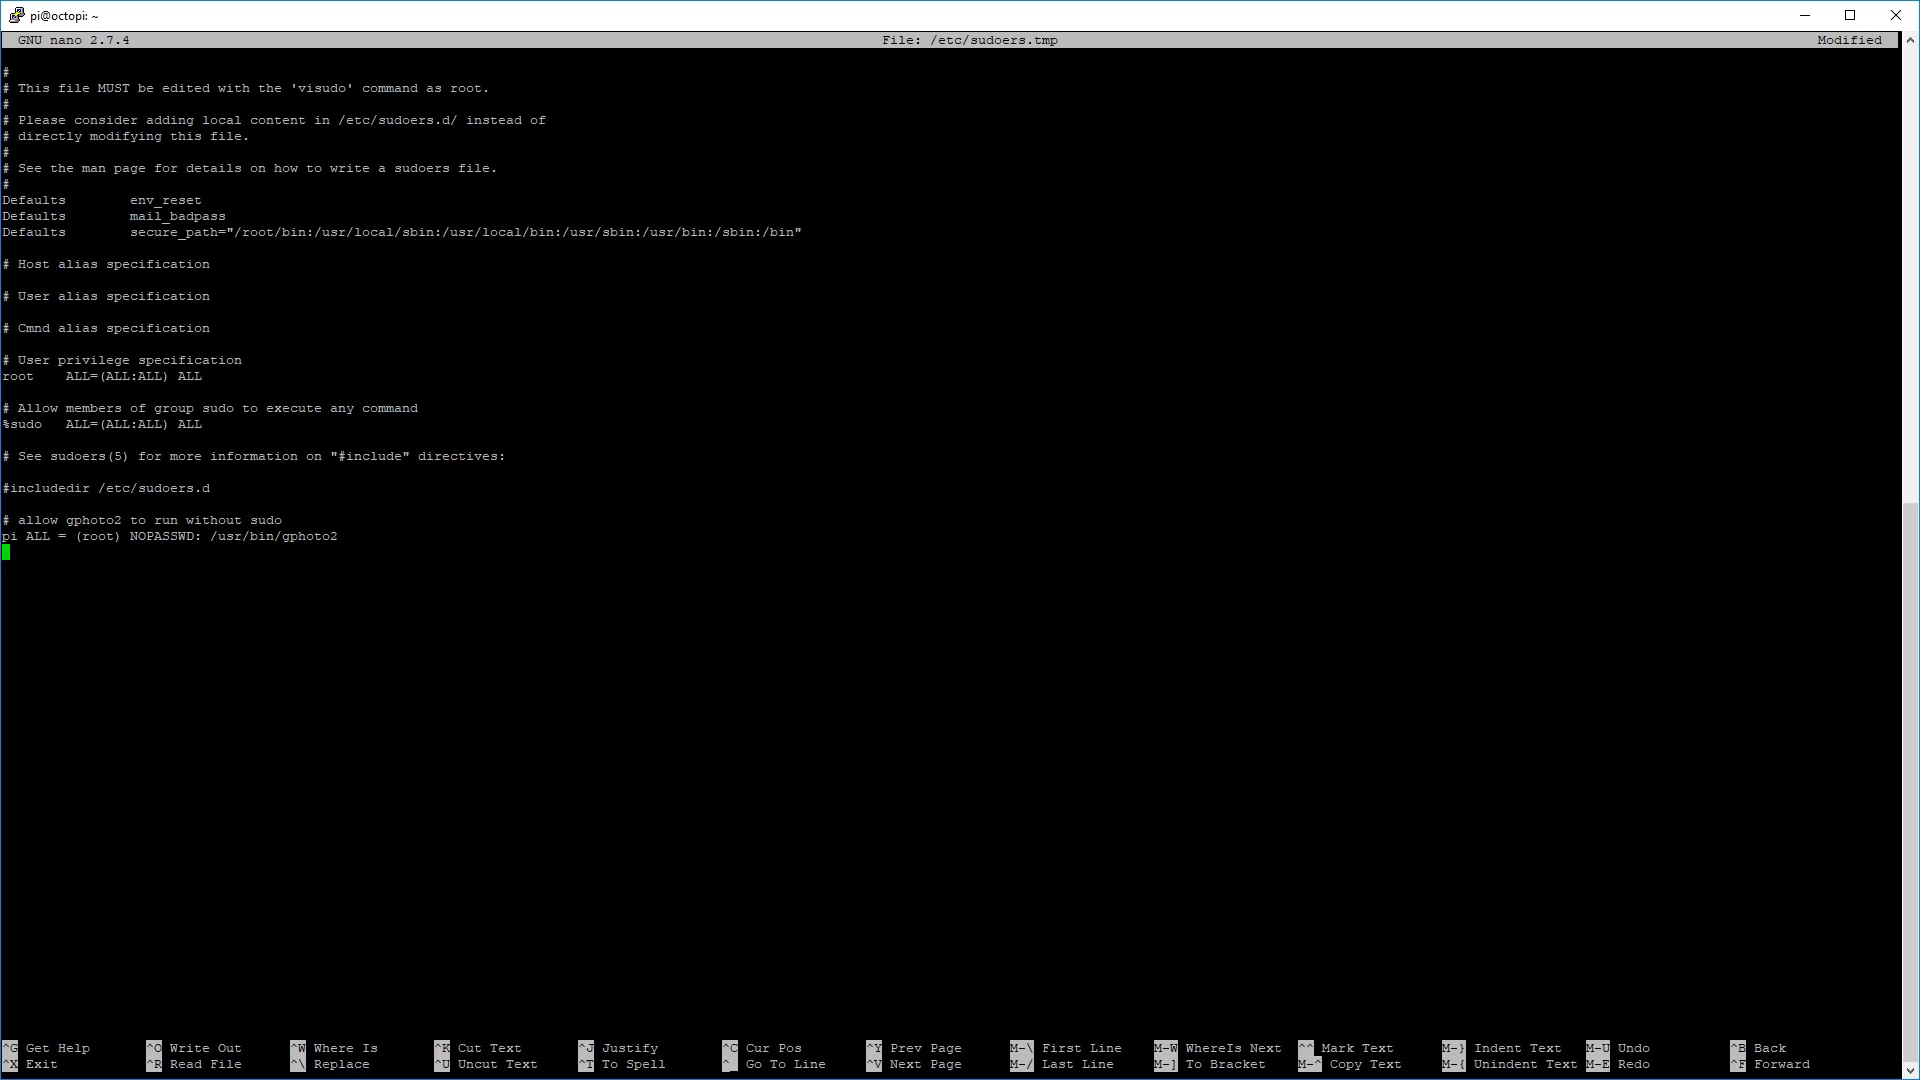 pi@octopi: ~
GNU nano 2.7.4 File: /etc/sudoers.tmp Modified
#
# This file MUST be edited with the 'visudo' command as root.
#
# Please consider adding local content in /etc/sudoers.d/ instead of
# directly modifying this file.
#
# See the man page for details on how to write a sudoers file.
#
Defaults env_reset
Defaults mail_badpass
Defaults secure_path="/root/bin:/usr/local/sbin:/usr/local/bin:/usr/sbin:/usr/bin:/sbin:/bin"
# Host alias specification
# User alias specification
# Cmnd alias specification
# User privilege specification
root ALL=(ALL:ALL) ALL
# Allow members of group sudo to execute any command
%sudo ALL=(ALL:ALL) ALL
# See sudoers(5) for more information on "#include" directives:
#includedir /etc/sudoers.d
# allow gphoto2 to run without sudo
pi ALL = (root) NOPASSWD: /usr/bin/gphoto2
^G Get Help ^O Write Out ^W Where Is ^K Cut Text ^J Justify ^C Cur Pos ^Y Prev Page M-\ First Line M-W WhereIs Next ^^ Mark Text M-} Indent Text M-U Undo ^B Back
^X Exit ^R Read File ^\ Replace ^U Uncut Text ^T To Spell ^_ Go To Line ^V Next Page M-/ Last Line M-] To Bracket M-^ Copy Text M-{ Unindent Text M-E Redo ^F Forward